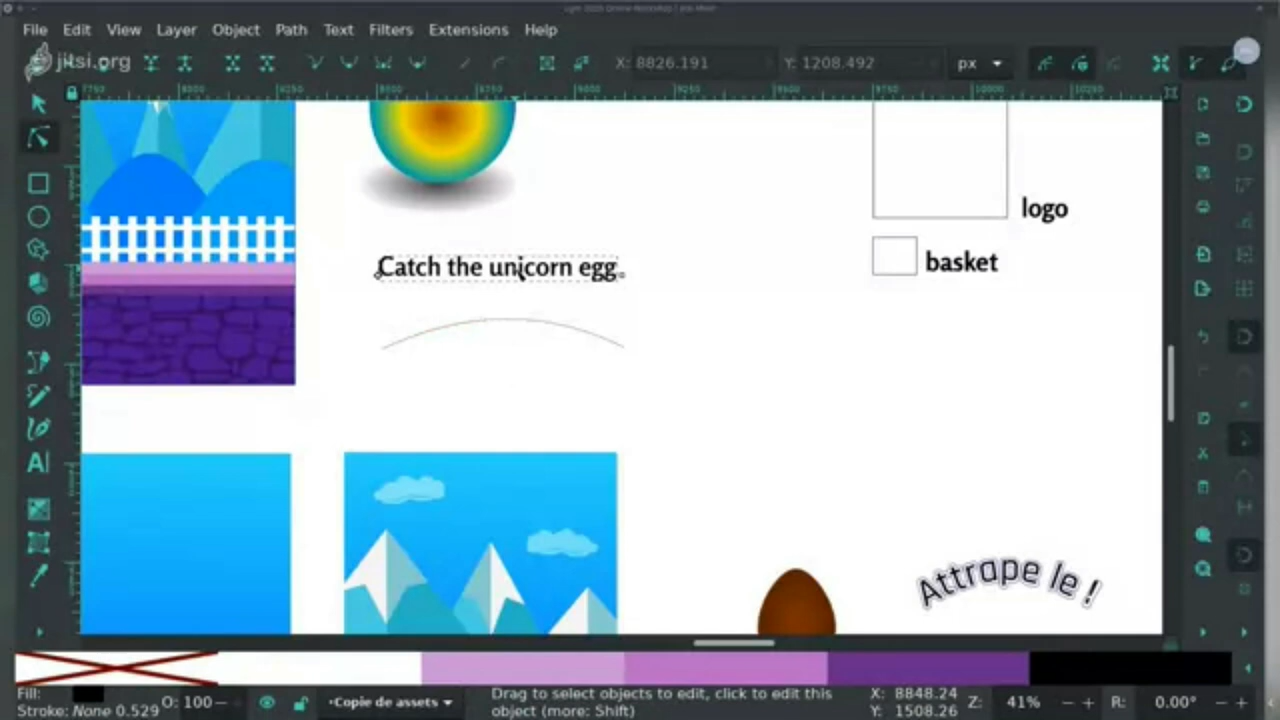 File Edit View Layer Object Path Text Filters Extensions Help
jitsi.org
X: 8826.191 Y: 1208.492 px
logo
Catch the unicorn egg
basket
Attrape le !
Fill:
Stroke: None 0.529
O: 100
•Copie de assets
Drag to select objects to edit, click to edit this
object (more: Shift)
X: 8848.24
Y: 1508.26
Z: 41%
R: 0.00°